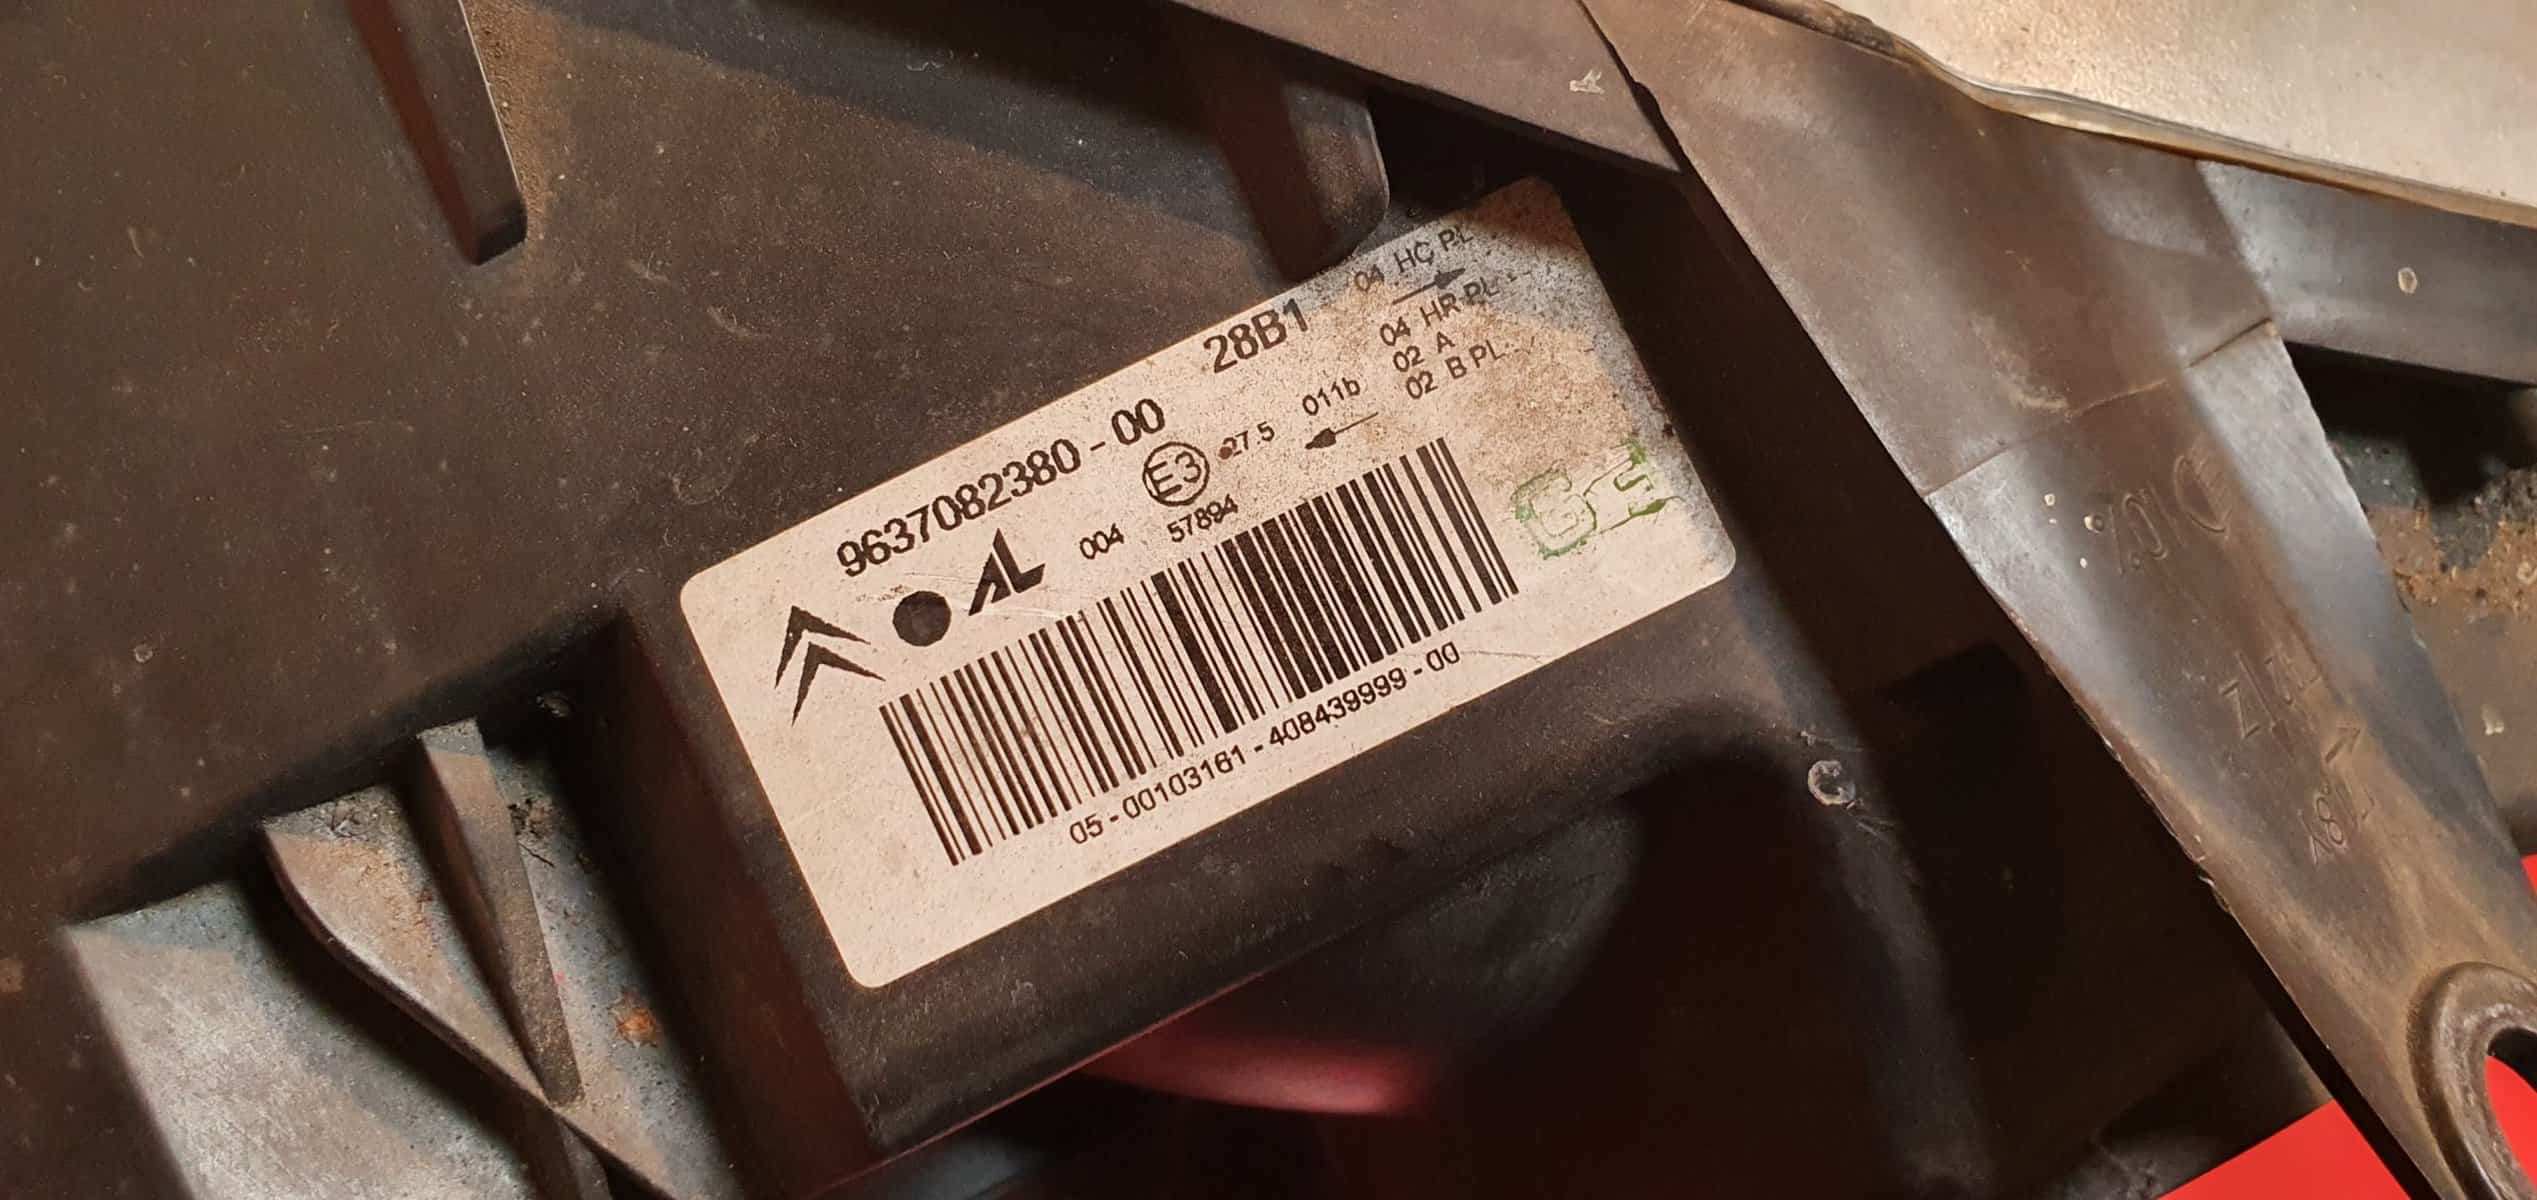 9637082380-00 28B1
04 HC PL
04 HR PL
02 A
02 B PL
AL 004 E3 27.5 011b
57894
05-00103161-408439999-00